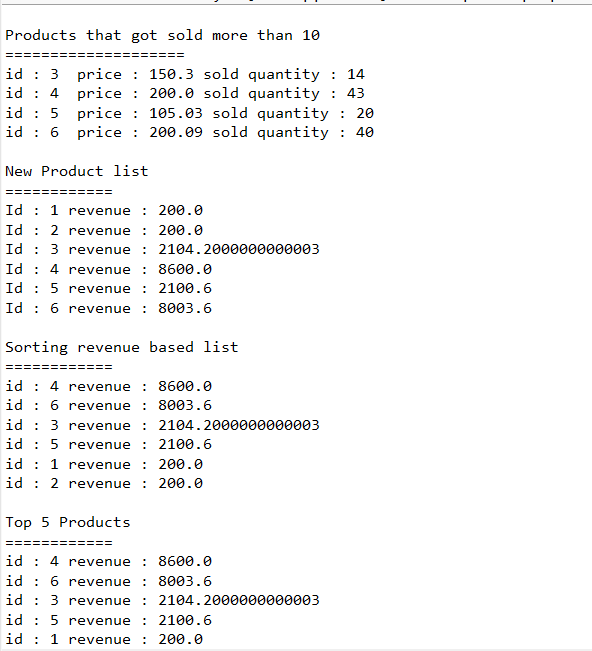 Products that got sold more than 10
====================
id : 3  price : 150.3 sold quantity : 14
id : 4  price : 200.0 sold quantity : 43
id : 5  price : 105.03 sold quantity : 20
id : 6  price : 200.09 sold quantity : 40
New Product list
============
Id : 1 revenue : 200.0
Id : 2 revenue : 200.0
Id : 3 revenue : 2104.2000000000003
Id : 4 revenue : 8600.0
Id : 5 revenue : 2100.6
Id : 6 revenue : 8003.6
Sorting revenue based list
============
id : 4 revenue : 8600.0
id : 6 revenue : 8003.6
id : 3 revenue : 2104.2000000000003
id : 5 revenue : 2100.6
id : 1 revenue : 200.0
id : 2 revenue : 200.0
Top 5 Products
============
id : 4 revenue : 8600.0
id : 6 revenue : 8003.6
id : 3 revenue : 2104.2000000000003
id : 5 revenue : 2100.6
id : 1 revenue : 200.0